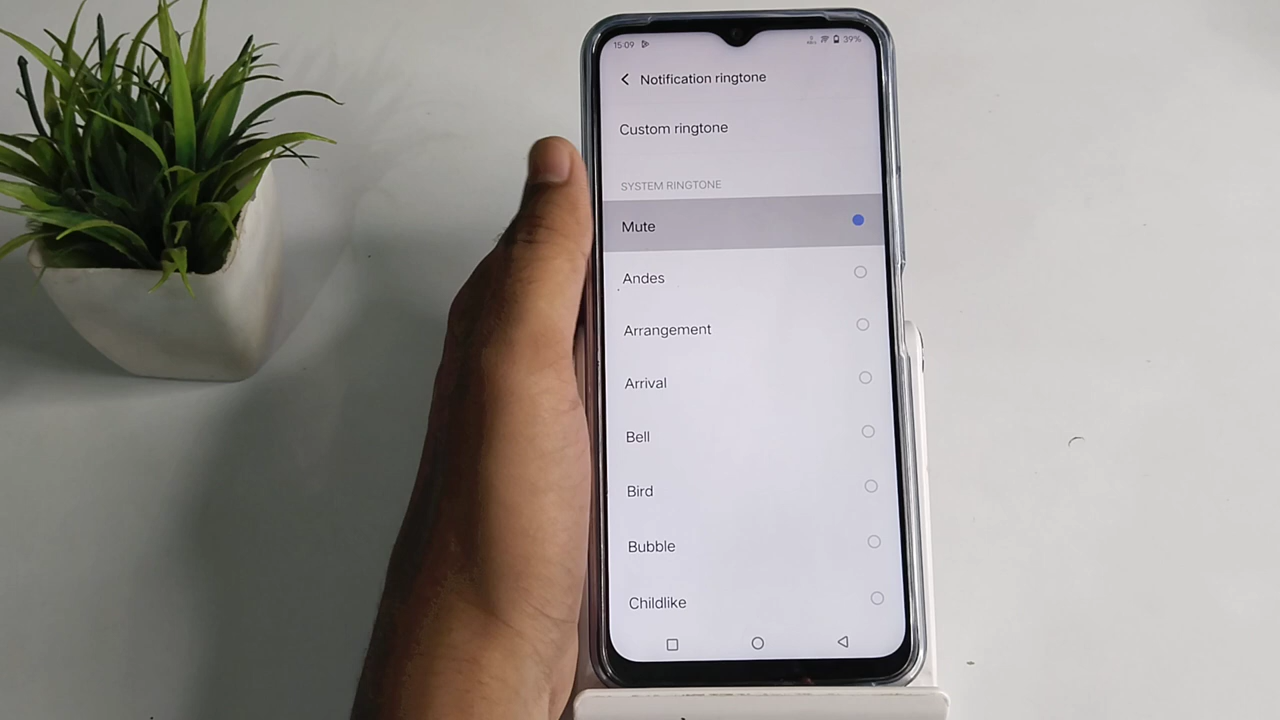 15:09 39%
Notification ringtone
Custom ringtone
SYSTEM RINGTONE
Mute
Andes
Arrangement
Arrival
Bell
Bird
Bubble
Childlike